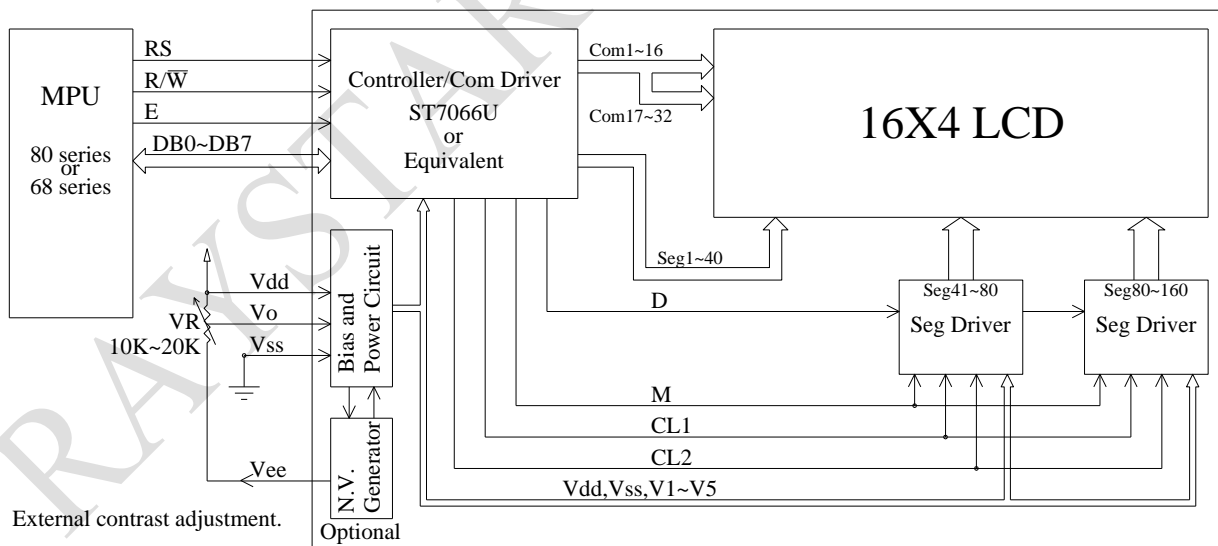 RAYSTAR
MPU
80 series
or
68 series
RS
R/W̅
E
DB0~DB7
Controller/Com Driver
ST7066U
or
Equivalent
Com1~16
Com17~32
16X4 LCD
Seg1~40
Seg41~80
Seg Driver
Seg80~160
Seg Driver
D
M
CL1
CL2
Vdd,Vss,V1~V5
Vdd
Vo
Vss
VR
10K~20K
Bias and
Power Circuit
N.V.
Generator
Vee
Optional
External contrast adjustment.